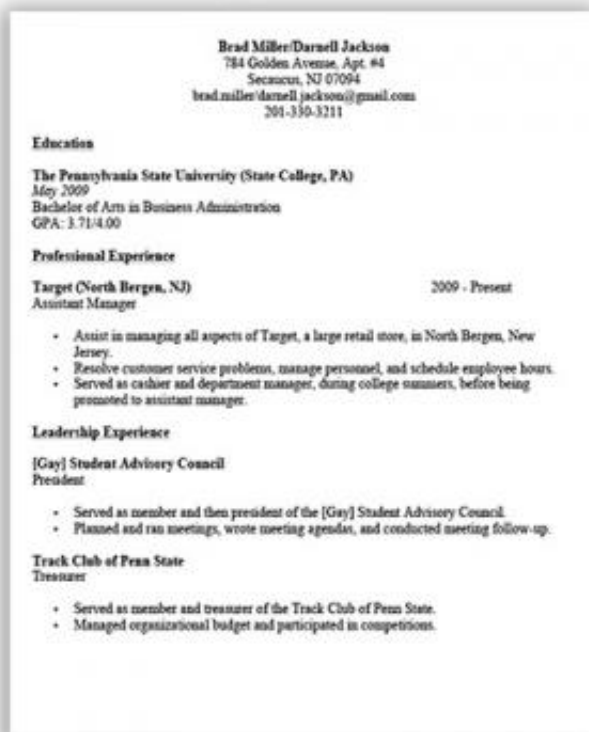 Brad Miller/Darnell Jackson
784 Golden Avenue, Apt. #4
Secaucus, NJ 07094
brad.miller/darnell.jackson@gmail.com
201-330-3211
Education
The Pennsylvania State University (State College, PA)
May 2009
Bachelor of Arts in Business Administration
GPA: 3.71/4.00
Professional Experience
Target (North Bergen, NJ) 2009 - Present
Assistant Manager
• Assist in managing all aspects of Target, a large retail store, in North Bergen, New
Jersey.
• Resolve customer service problems, manage personnel, and schedule employee hours.
• Served as cashier and department manager, during college summers, before being
promoted to assistant manager.
Leadership Experience
[Gay] Student Advisory Council
President
• Served as member and then president of the [Gay] Student Advisory Council.
• Planned and ran meetings, wrote meeting agendas, and conducted meeting follow-up.
Track Club of Penn State
Treasurer
• Served as member and treasurer of the Track Club of Penn State.
• Managed organizational budget and participated in competitions.